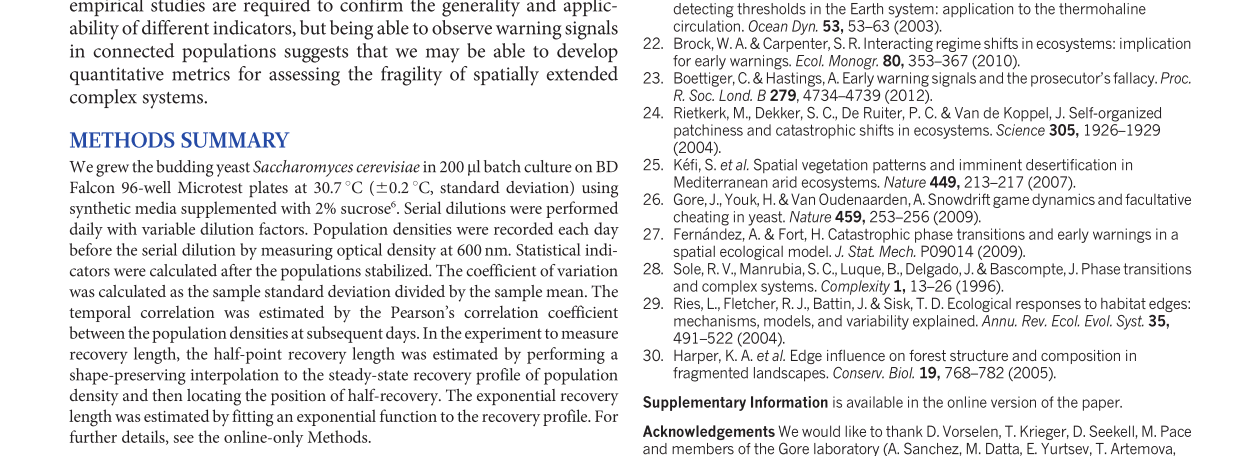 empirical studies are required to confirm the generality and applic-
ability of different indicators, but being able to observe warning signals
in connected populations suggests that we may be able to develop
quantitative metrics for assessing the fragility of spatially extended
complex systems.
METHODS SUMMARY
We grew the budding yeast Saccharomyces cerevisiae in 200 μl batch culture on BD
Falcon 96-well Microtest plates at 30.7 °C (±0.2 °C, standard deviation) using
synthetic media supplemented with 2% sucrose⁶. Serial dilutions were performed
daily with variable dilution factors. Population densities were recorded each day
before the serial dilution by measuring optical density at 600 nm. Statistical indi-
cators were calculated after the populations stabilized. The coefficient of variation
was calculated as the sample standard deviation divided by the sample mean. The
temporal correlation was estimated by the Pearson's correlation coefficient
between the population densities at subsequent days. In the experiment to measure
recovery length, the half-point recovery length was estimated by performing a
shape-preserving interpolation to the steady-state recovery profile of population
density and then locating the position of half-recovery. The exponential recovery
length was estimated by fitting an exponential function to the recovery profile. For
further details, see the online-only Methods.
detecting thresholds in the Earth system: application to the thermohaline
circulation. Ocean Dyn. 53, 53–63 (2003).
22. Brock, W. A. & Carpenter, S. R. Interacting regime shifts in ecosystems: implication
for early warnings. Ecol. Monogr. 80, 353–367 (2010).
23. Boettiger, C. & Hastings, A. Early warning signals and the prosecutor's fallacy. Proc.
R. Soc. Lond. B 279, 4734–4739 (2012).
24. Rietkerk, M., Dekker, S. C., De Ruiter, P. C. & Van de Koppel, J. Self-organized
patchiness and catastrophic shifts in ecosystems. Science 305, 1926–1929
(2004).
25. Kéfi, S. et al. Spatial vegetation patterns and imminent desertification in
Mediterranean arid ecosystems. Nature 449, 213–217 (2007).
26. Gore, J., Youk, H. & Van Oudenaarden, A. Snowdrift game dynamics and facultative
cheating in yeast. Nature 459, 253–256 (2009).
27. Fernández, A. & Fort, H. Catastrophic phase transitions and early warnings in a
spatial ecological model. J. Stat. Mech. P09014 (2009).
28. Sole, R. V., Manrubia, S. C., Luque, B., Delgado, J. & Bascompte, J. Phase transitions
and complex systems. Complexity 1, 13–26 (1996).
29. Ries, L., Fletcher, R. J., Battin, J. & Sisk, T. D. Ecological responses to habitat edges:
mechanisms, models, and variability explained. Annu. Rev. Ecol. Evol. Syst. 35,
491–522 (2004).
30. Harper, K. A. et al. Edge influence on forest structure and composition in
fragmented landscapes. Conserv. Biol. 19, 768–782 (2005).
Supplementary Information is available in the online version of the paper.
Acknowledgements We would like to thank D. Vorselen, T. Krieger, D. Seekell, M. Pace
and members of the Gore laboratory (A. Sanchez, M. Datta, E. Yurtsev, T. Artemova,